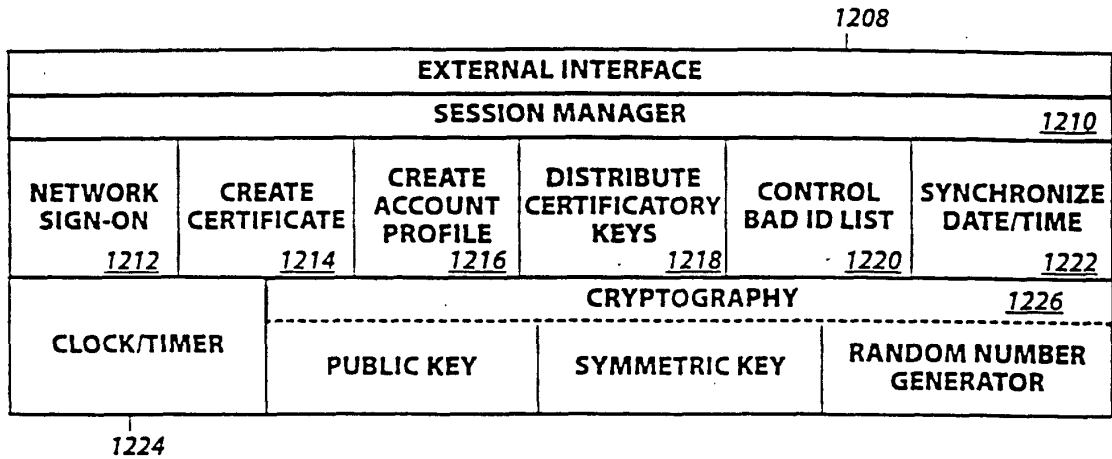 1208
EXTERNAL INTERFACE
SESSION MANAGER 1210
NETWORK
SIGN-ON
1212
CREATE
CERTIFICATE
1214
CREATE
ACCOUNT
PROFILE
1216
DISTRIBUTE
CERTIFICATORY
KEYS
1218
CONTROL
BAD ID LIST
1220
SYNCHRONIZE
DATE/TIME
1222
CLOCK/TIMER
CRYPTOGRAPHY 1226
PUBLIC KEY
SYMMETRIC KEY
RANDOM NUMBER
GENERATOR
1224